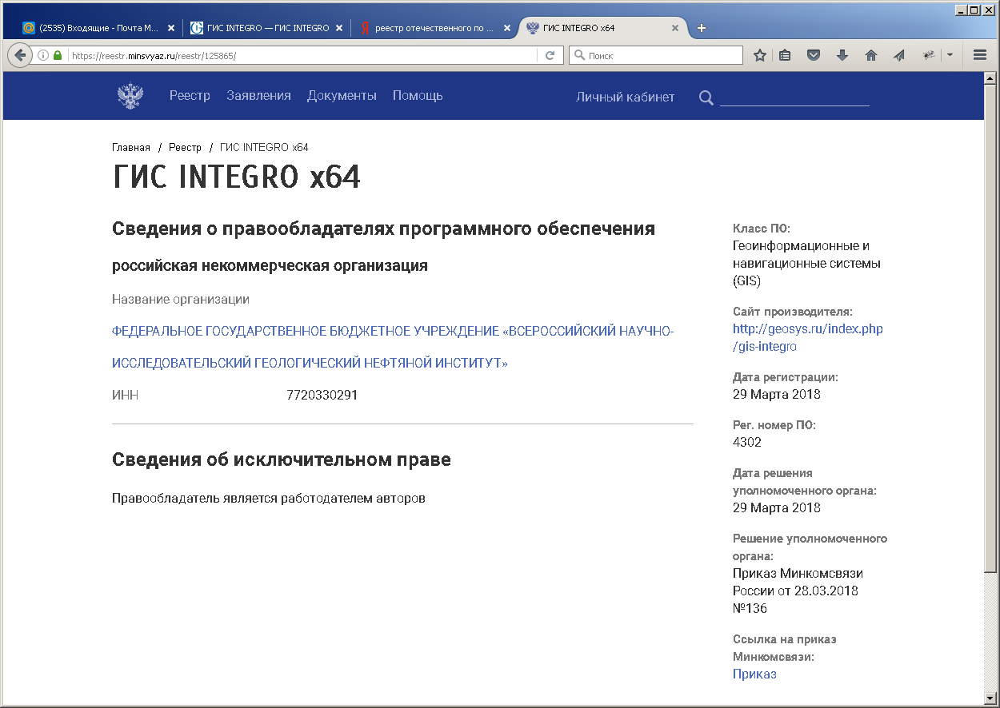 (2535) Входящие - Почта M...
ГИС INTEGRO — ГИС INTEGRO
реестр отечественного по ...
ГИС INTEGRO x64
https://reestr.minsvyaz.ru/reestr/125865/
Поиск
Реестр Заявления Документы Помощь
Личный кабинет
Главная / Реестр / ГИС INTEGRO x64
ГИС INTEGRO x64
Сведения о правообладателях программного обеспечения
российская некоммерческая организация
Название организации
ФЕДЕРАЛЬНОЕ ГОСУДАРСТВЕННОЕ БЮДЖЕТНОЕ УЧРЕЖДЕНИЕ «ВСЕРОССИЙСКИЙ НАУЧНО-
ИССЛЕДОВАТЕЛЬСКИЙ ГЕОЛОГИЧЕСКИЙ НЕФТЯНОЙ ИНСТИТУТ»
ИНН 7720330291
Сведения об исключительном праве
Правообладатель является работодателем авторов
Класс ПО:
Геоинформационные и
навигационные системы
(GIS)
Сайт производителя:
http://geosys.ru/index.php
/gis-integro
Дата регистрации:
29 Марта 2018
Рег. номер ПО:
4302
Дата решения
уполномоченного органа:
29 Марта 2018
Решение уполномоченного
органа:
Приказ Минкомсвязи
России от 28.03.2018
№136
Ссылка на приказ
Минкомсвязи:
Приказ